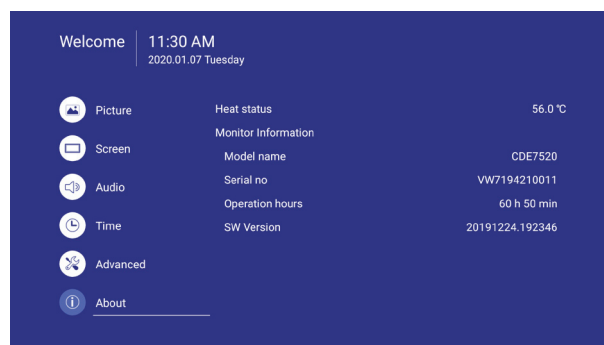 Welcome
11:30 AM
2020.01.07 Tuesday
Picture
Screen
Audio
Time
Advanced
About
Heat status 56.0 ℃
Monitor Information
Model name CDE7520
Serial no VW7194210011
Operation hours 60 h 50 min
SW Version 20191224.192346